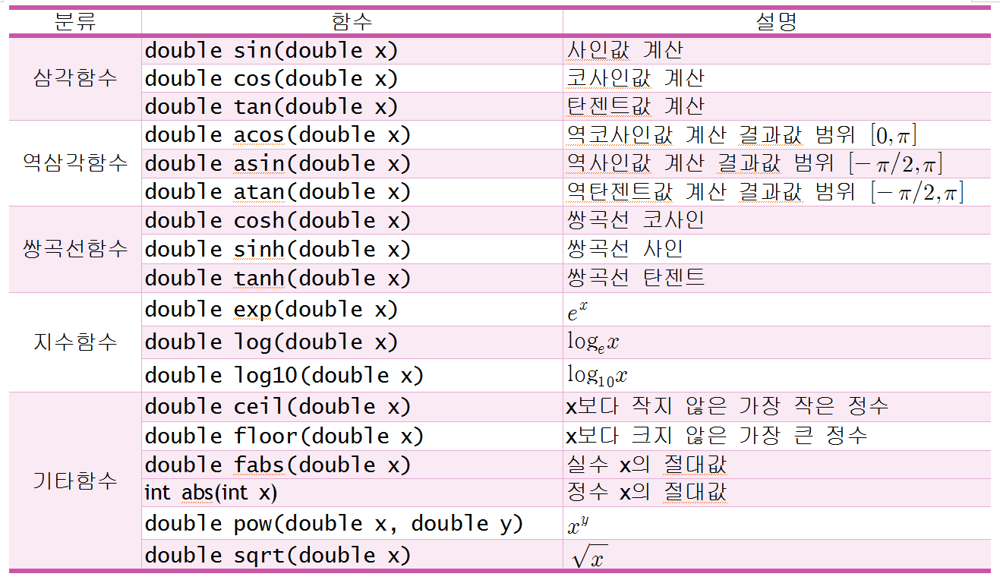 분류 함수 설명
삼각함수 double sin(double x) 사인값 계산
double cos(double x) 코사인값 계산
double tan(double x) 탄젠트값 계산
역삼각함수 double acos(double x) 역코사인값 계산 결과값 범위 [0,π]
double asin(double x) 역사인값 계산 결과값 범위 [−π/2,π]
double atan(double x) 역탄젠트값 계산 결과값 범위 [−π/2,π]
쌍곡선함수 double cosh(double x) 쌍곡선 코사인
double sinh(double x) 쌍곡선 사인
double tanh(double x) 쌍곡선 탄젠트
지수함수 double exp(double x) eˣ
double log(double x) logₑx
double log10(double x) log₁₀x
기타함수 double ceil(double x) x보다 작지 않은 가장 작은 정수
double floor(double x) x보다 크지 않은 가장 큰 정수
double fabs(double x) 실수 x의 절대값
int abs(int x) 정수 x의 절대값
double pow(double x, double y) xʸ
double sqrt(double x) √x